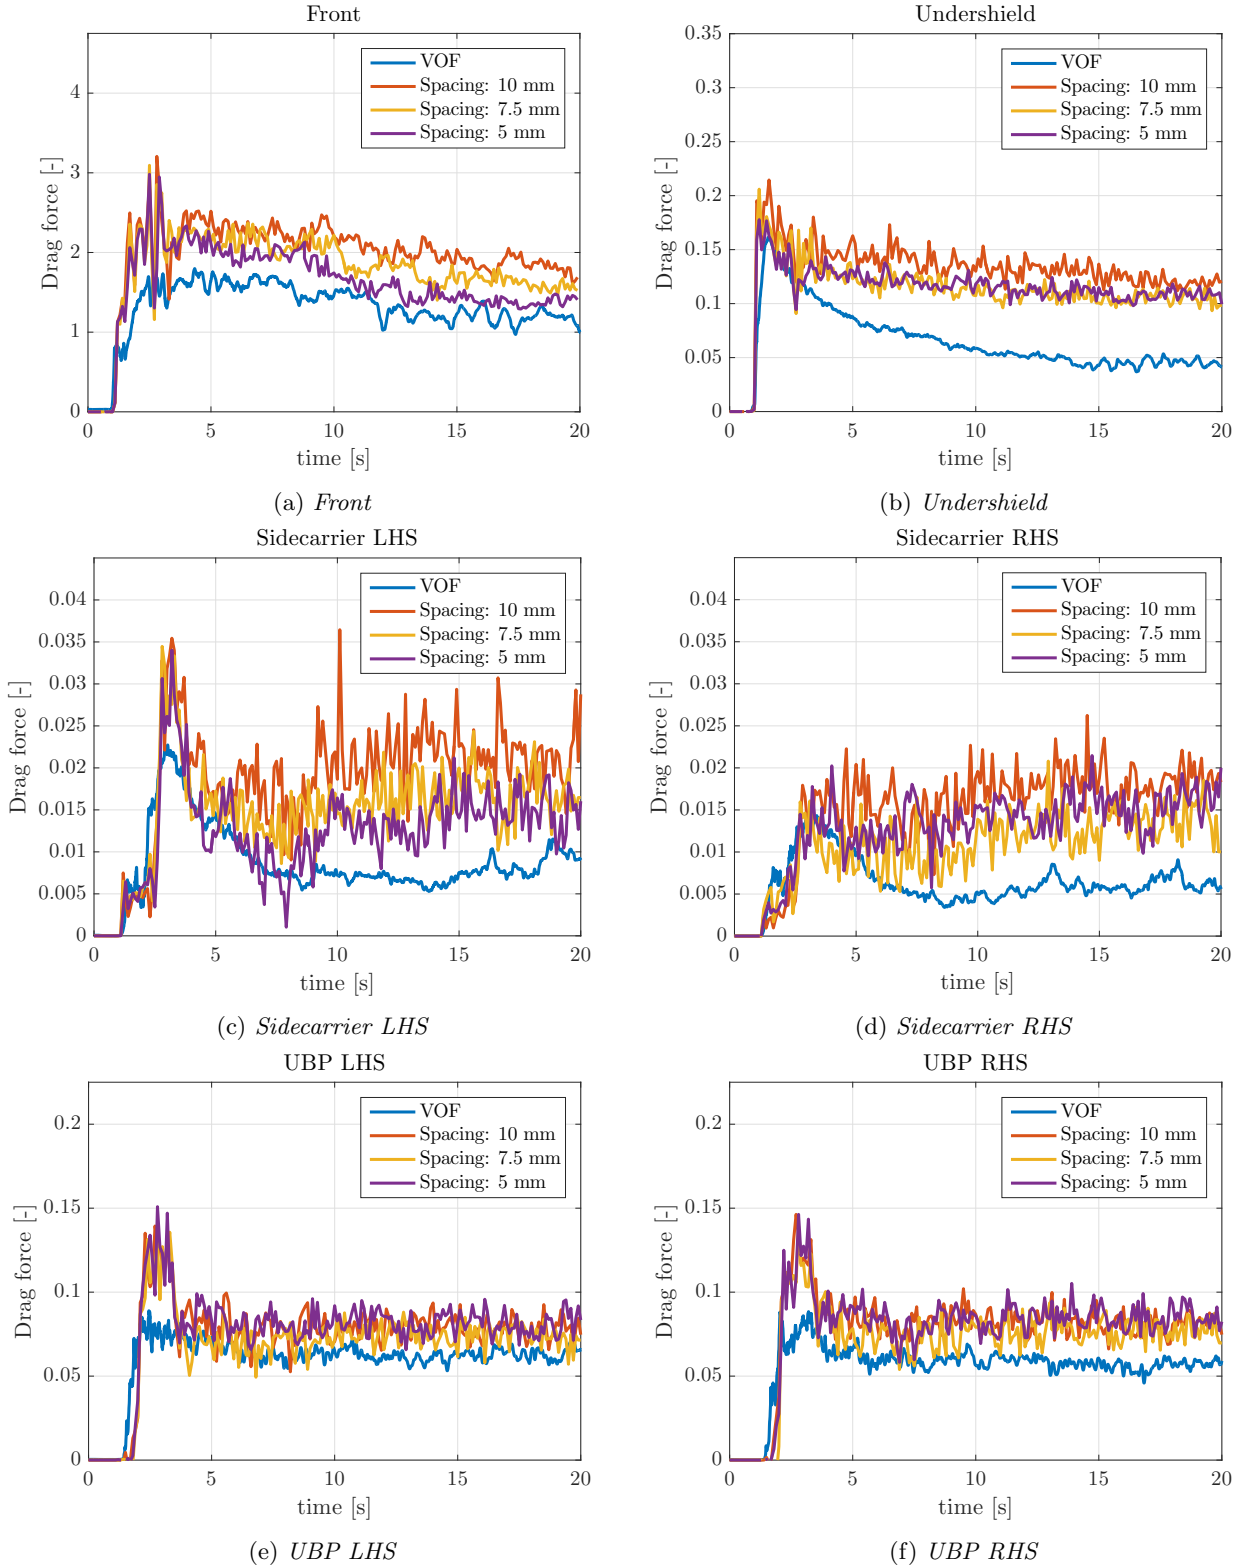 Front
Drag force [-]
4
3
2
1
0
VOF
Spacing: 10 mm
Spacing: 7.5 mm
Spacing: 5 mm
0 5 10 15 20
time [s]
(a) Front
Undershield
Drag force [-]
0.35
0.3
0.25
0.2
0.15
0.1
0.05
0
VOF
Spacing: 10 mm
Spacing: 7.5 mm
Spacing: 5 mm
0 5 10 15 20
time [s]
(b) Undershield
Sidecarrier LHS
Drag force [-]
0.04
0.035
0.03
0.025
0.02
0.015
0.01
0.005
0
VOF
Spacing: 10 mm
Spacing: 7.5 mm
Spacing: 5 mm
0 5 10 15 20
time [s]
(c) Sidecarrier LHS
Sidecarrier RHS
Drag force [-]
0.04
0.035
0.03
0.025
0.02
0.015
0.01
0.005
0
VOF
Spacing: 10 mm
Spacing: 7.5 mm
Spacing: 5 mm
0 5 10 15 20
time [s]
(d) Sidecarrier RHS
UBP LHS
Drag force [-]
0.2
0.15
0.1
0.05
0
VOF
Spacing: 10 mm
Spacing: 7.5 mm
Spacing: 5 mm
0 5 10 15 20
time [s]
(e) UBP LHS
UBP RHS
Drag force [-]
0.2
0.15
0.1
0.05
0
VOF
Spacing: 10 mm
Spacing: 7.5 mm
Spacing: 5 mm
0 5 10 15 20
time [s]
(f) UBP RHS